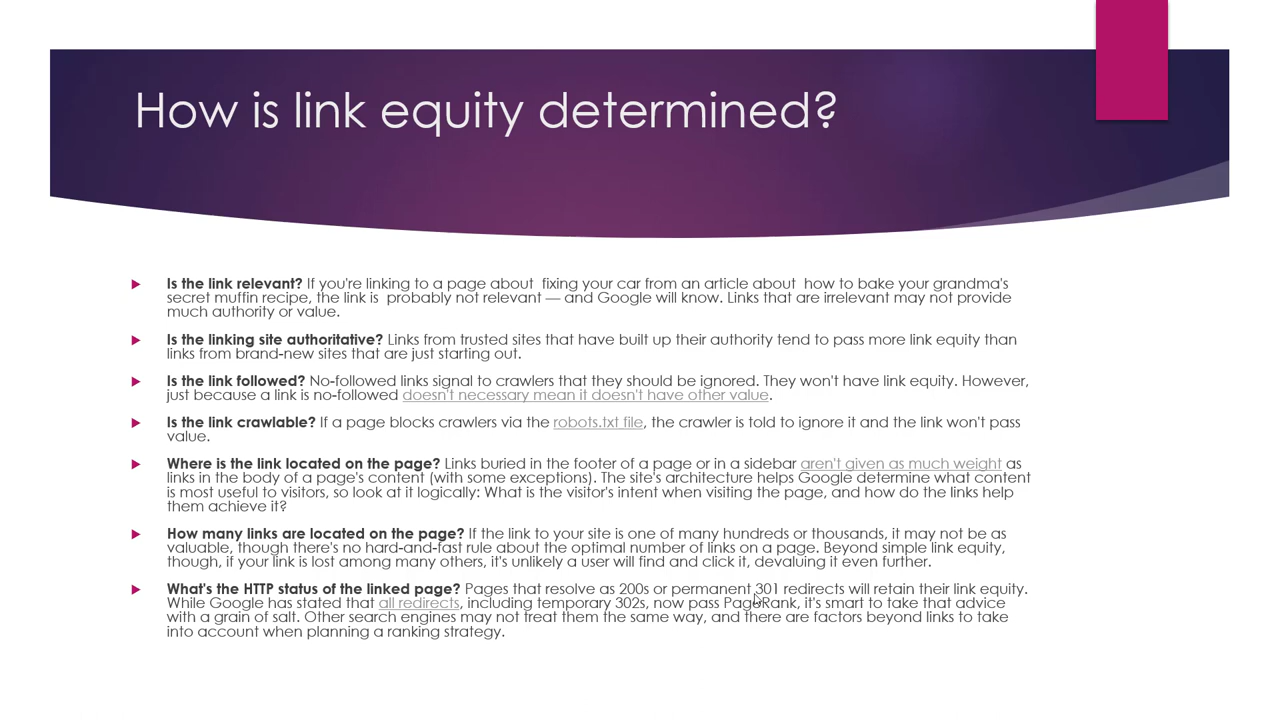 How is link equity determined?
Is the link relevant? If you're linking to a page about fixing your car from an article about how to bake your grandma's
secret muffin recipe, the link is probably not relevant — and Google will know. Links that are irrelevant may not provide
much authority or value.
Is the linking site authoritative? Links from trusted sites that have built up their authority tend to pass more link equity than
links from brand-new sites that are just starting out.
Is the link followed? No-followed links signal to crawlers that they should be ignored. They won't have link equity. However,
just because a link is no-followed doesn't necessary mean it doesn't have other value.
Is the link crawlable? If a page blocks crawlers via the robots.txt file, the crawler is told to ignore it and the link won't pass
value.
Where is the link located on the page? Links buried in the footer of a page or in a sidebar aren't given as much weight as
links in the body of a page's content (with some exceptions). The site's architecture helps Google determine what content
is most useful to visitors, so look at it logically: What is the visitor's intent when visiting the page, and how do the links help
them achieve it?
How many links are located on the page? If the link to your site is one of many hundreds or thousands, it may not be as
valuable, though there's no hard-and-fast rule about the optimal number of links on a page. Beyond simple link equity,
though, if your link is lost among many others, it's unlikely a user will find and click it, devaluing it even further.
What's the HTTP status of the linked page? Pages that resolve as 200s or permanent 301 redirects will retain their link equity.
While Google has stated that all redirects, including temporary 302s, now pass PageRank, it's smart to take that advice
with a grain of salt. Other search engines may not treat them the same way, and there are factors beyond links to take
into account when planning a ranking strategy.